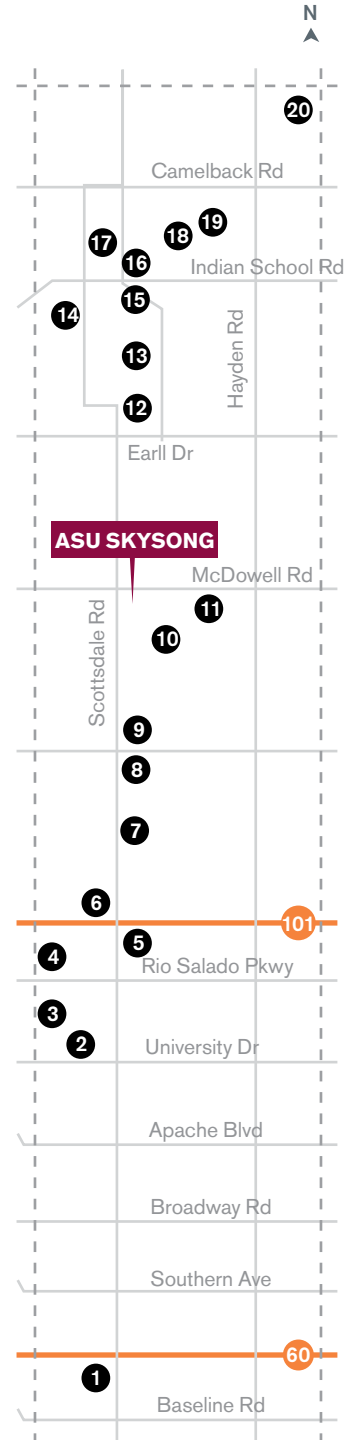 N
20
Camelback Rd
19
18
17
16
Indian School Rd
15
14
Hayden Rd
13
12
Earll Dr
ASU SKYSONG
McDowell Rd
11
Scottsdale Rd
10
9
8
7
6
101
5
4
Rio Salado Pkwy
3
2
University Dr
Apache Blvd
Broadway Rd
Southern Ave
60
1
Baseline Rd